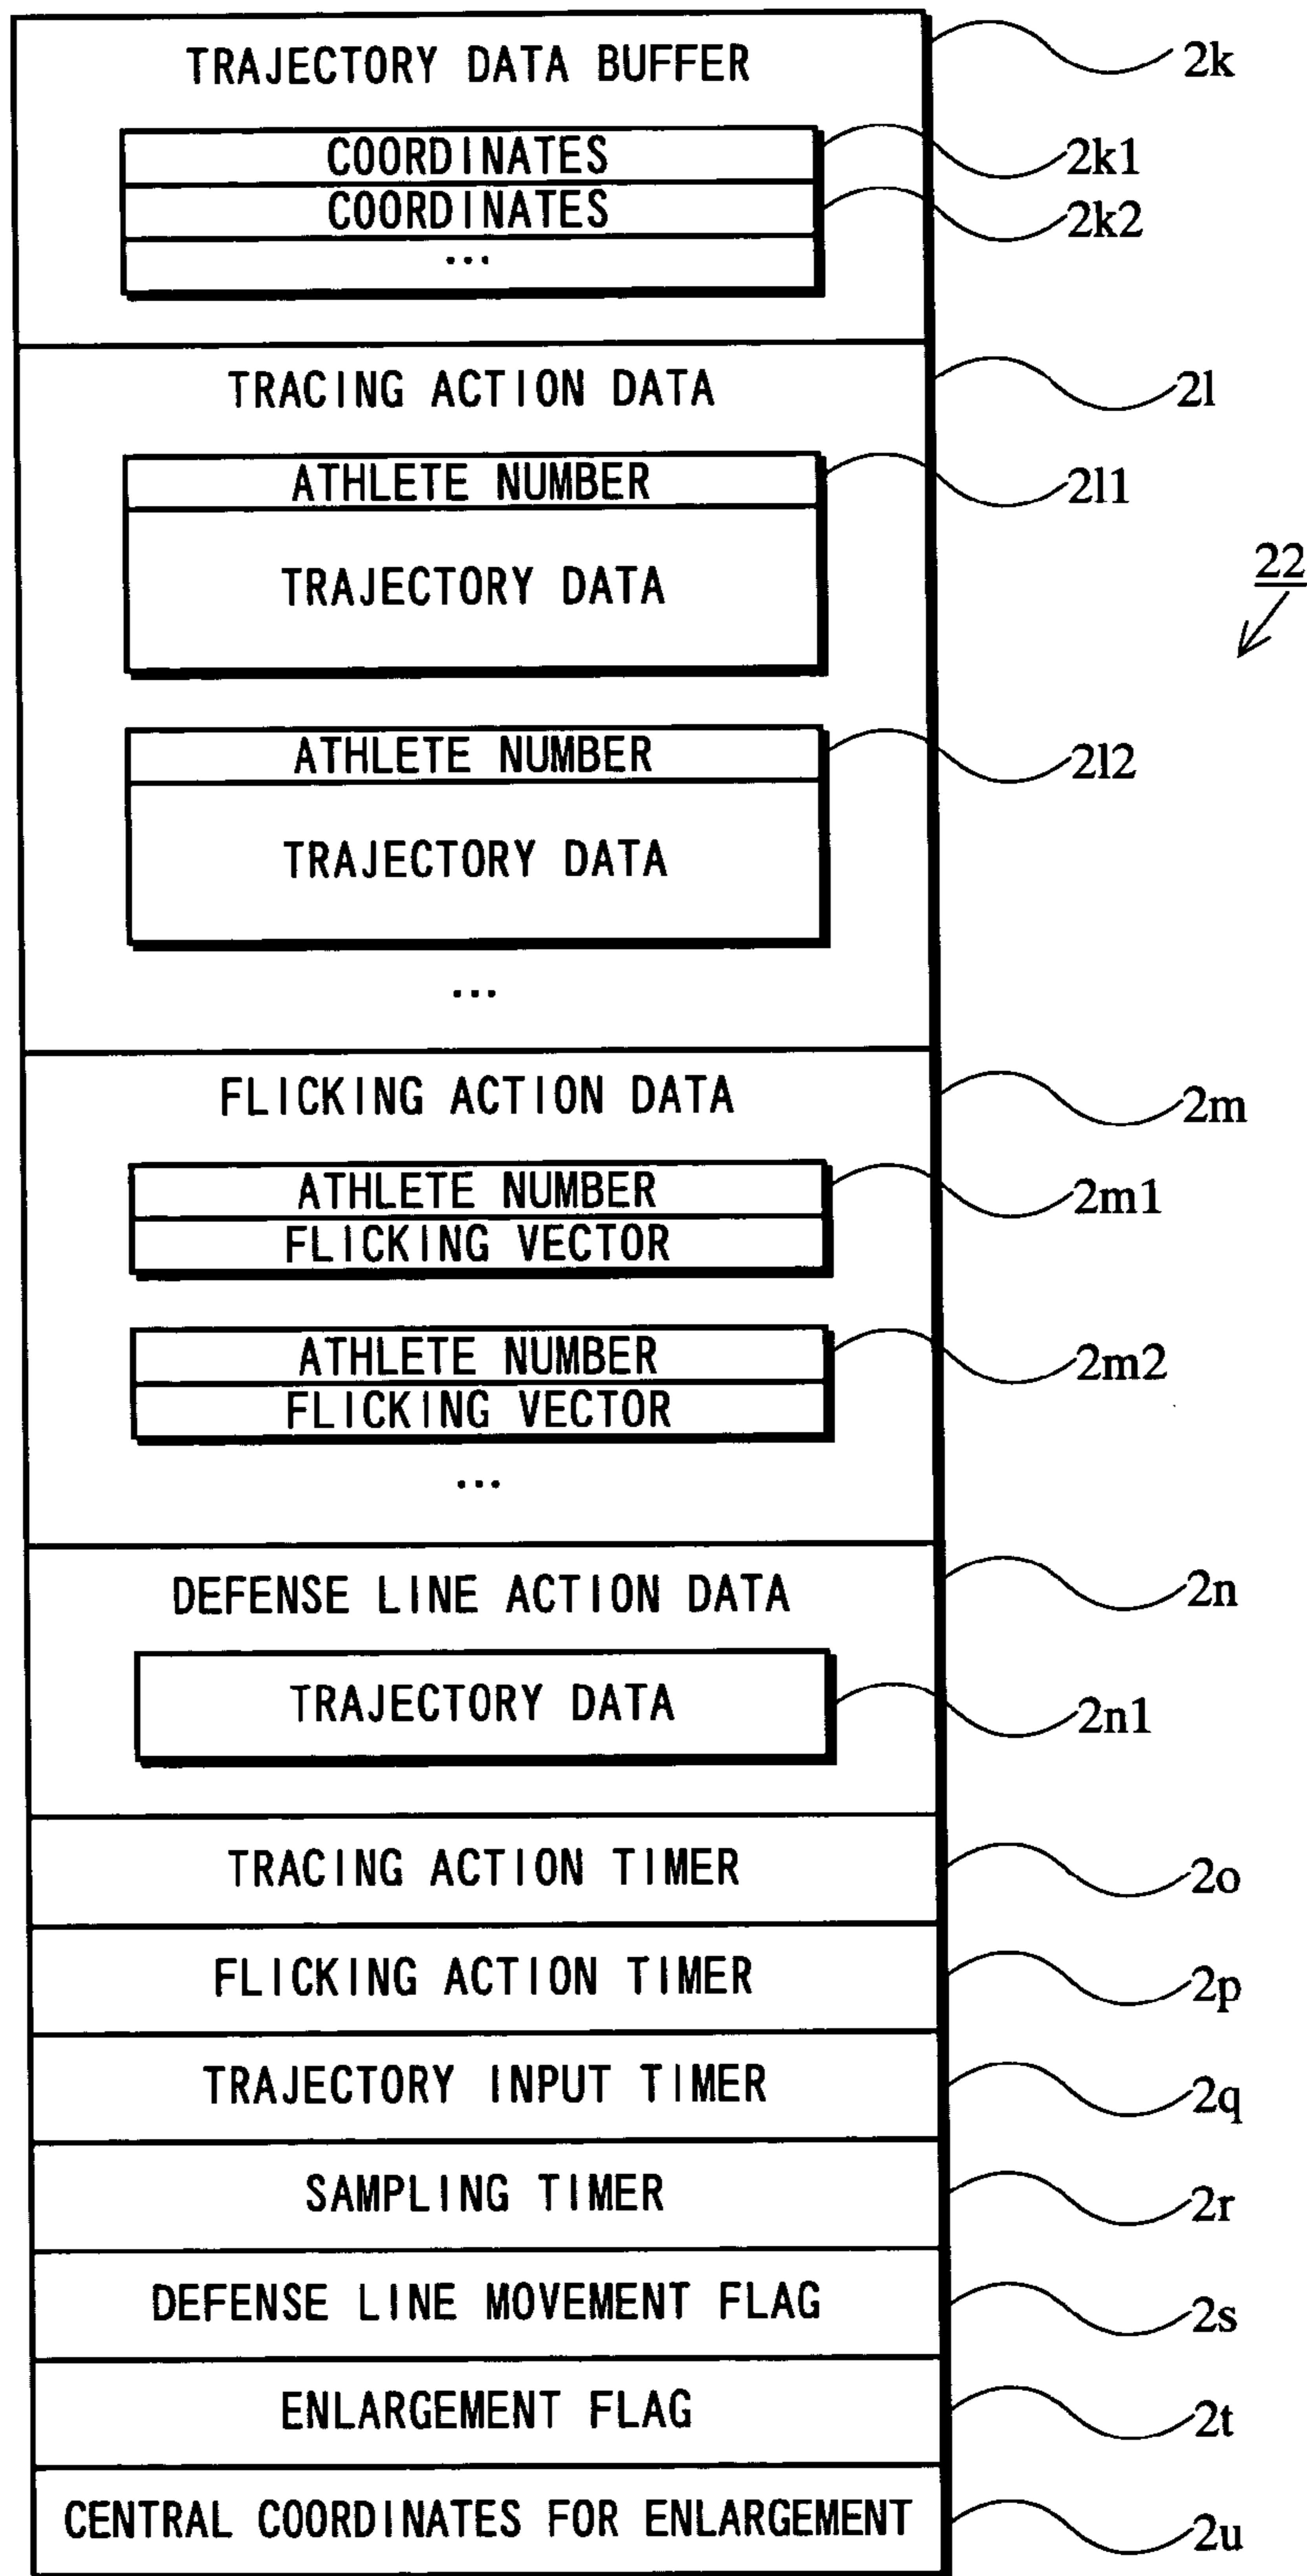 TRAJECTORY DATA BUFFER 2k
COORDINATES 2k1
COORDINATES 2k2
...
TRACING ACTION DATA 2l
ATHLETE NUMBER 2l1
TRAJECTORY DATA
22
ATHLETE NUMBER 2l2
TRAJECTORY DATA
...
FLICKING ACTION DATA 2m
ATHLETE NUMBER 2m1
FLICKING VECTOR
ATHLETE NUMBER 2m2
FLICKING VECTOR
...
DEFENSE LINE ACTION DATA 2n
TRAJECTORY DATA 2n1
TRACING ACTION TIMER 2o
FLICKING ACTION TIMER 2p
TRAJECTORY INPUT TIMER 2q
SAMPLING TIMER 2r
DEFENSE LINE MOVEMENT FLAG 2s
ENLARGEMENT FLAG 2t
CENTRAL COORDINATES FOR ENLARGEMENT 2u